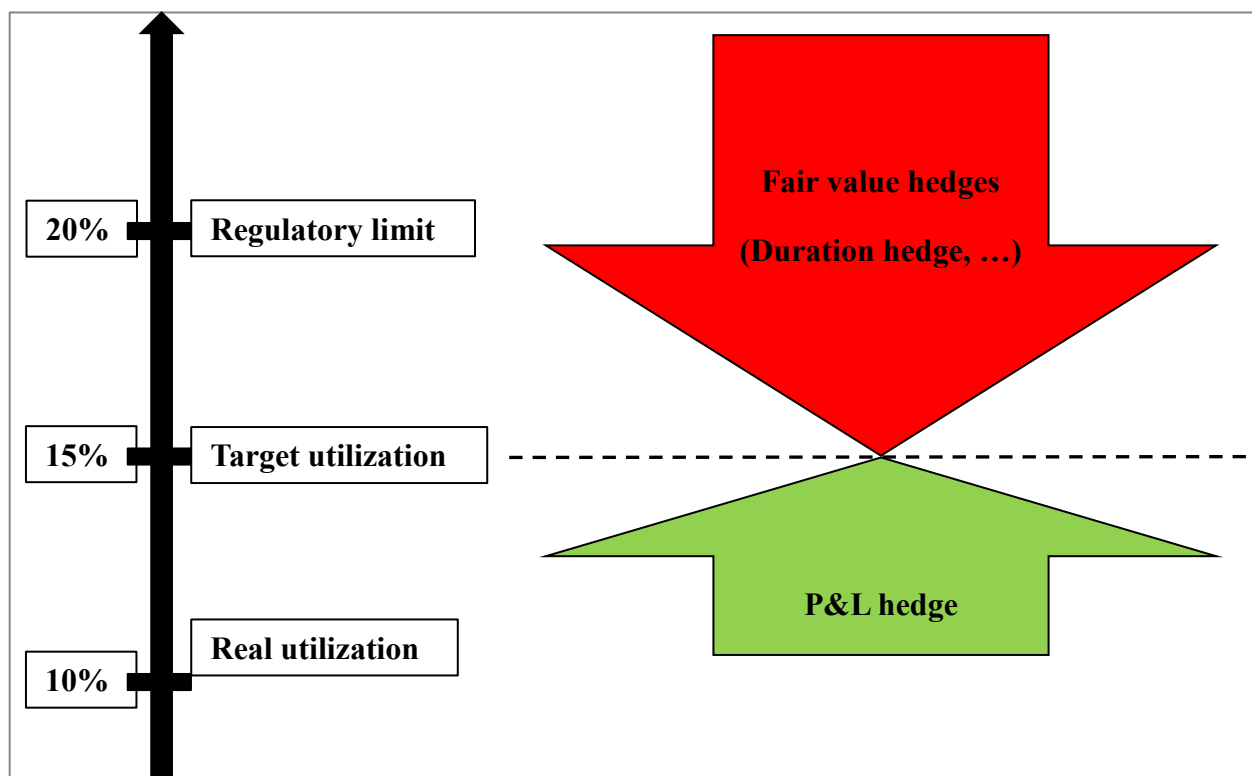 20%
Regulatory limit
15%
Target utilization
10%
Real utilization
Fair value hedges
(Duration hedge, …)
P&L hedge